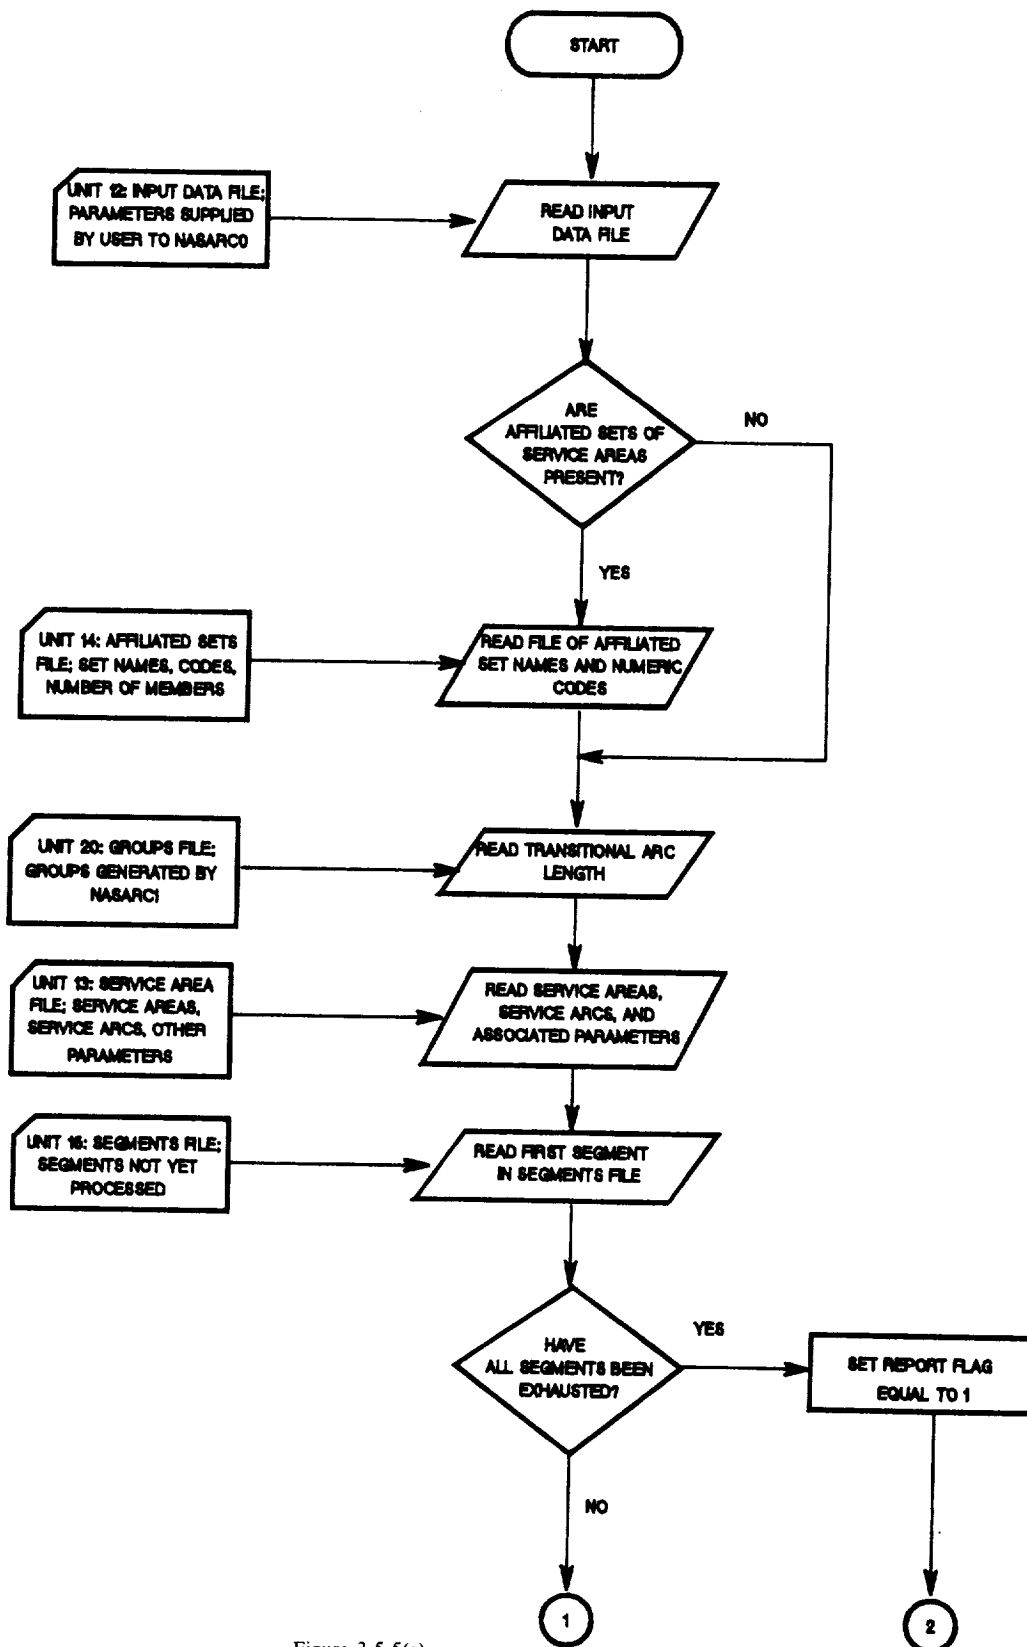 START
UNIT 12: INPUT DATA FILE;
PARAMETERS SUPPLIED
BY USER TO NASARC0
READ INPUT
DATA FILE
ARE
AFFILIATED SETS OF
SERVICE AREAS
PRESENT?
NO
YES
UNIT 14: AFFILIATED SETS
FILE; SET NAMES, CODES,
NUMBER OF MEMBERS
READ FILE OF AFFILIATED
SET NAMES AND NUMERIC
CODES
UNIT 20: GROUPS FILE;
GROUPS GENERATED BY
NASARC1
READ TRANSITIONAL ARC
LENGTH
UNIT 13: SERVICE AREA
FILE; SERVICE AREAS,
SERVICE ARCS, OTHER
PARAMETERS
READ SERVICE AREAS,
SERVICE ARCS, AND
ASSOCIATED PARAMETERS
UNIT 15: SEGMENTS FILE;
SEGMENTS NOT YET
PROCESSED
READ FIRST SEGMENT
IN SEGMENTS FILE
HAVE
ALL SEGMENTS BEEN
EXHAUSTED?
YES
SET REPORT FLAG
EQUAL TO 1
NO
1
2
Figure 3.5-5(a)